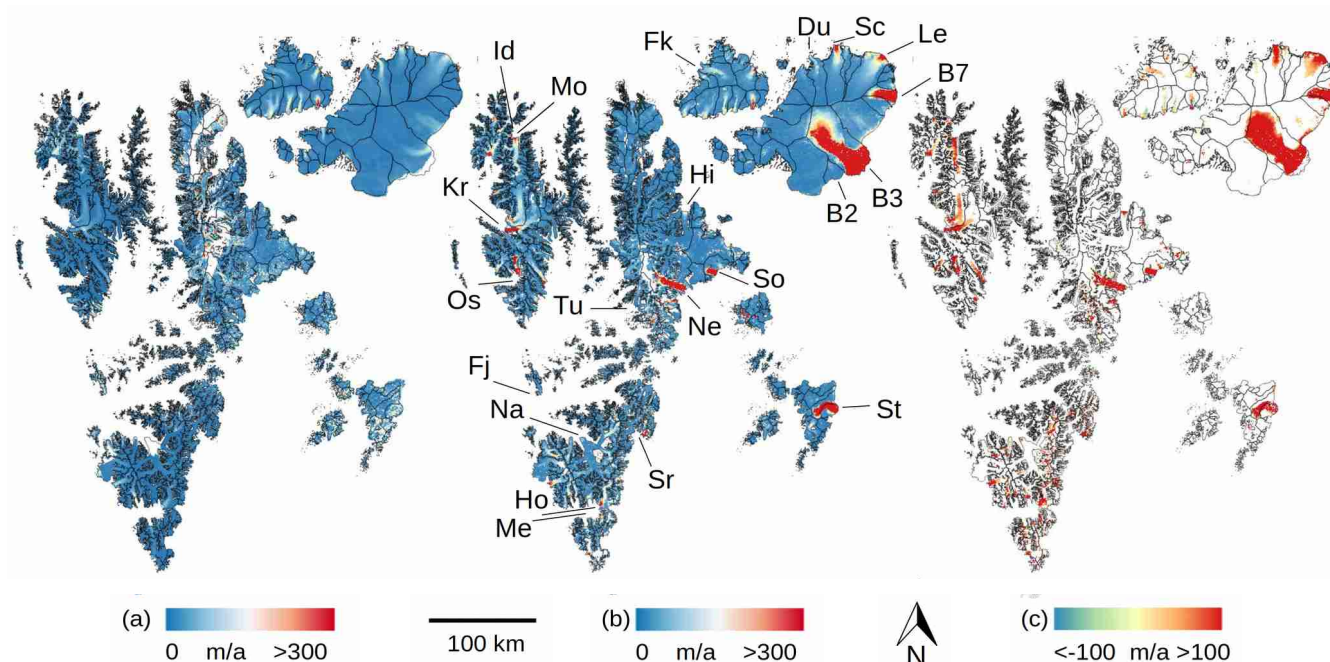 Du Sc
Id Fk Le
Mo B7
Hi
Kr B3
B2
Os So
Tu Ne
Fj
Na St
Sr
Ho
Me
(a) (b) (c)
0 m/a >300 100 km 0 m/a >300 N <-100 m/a >100